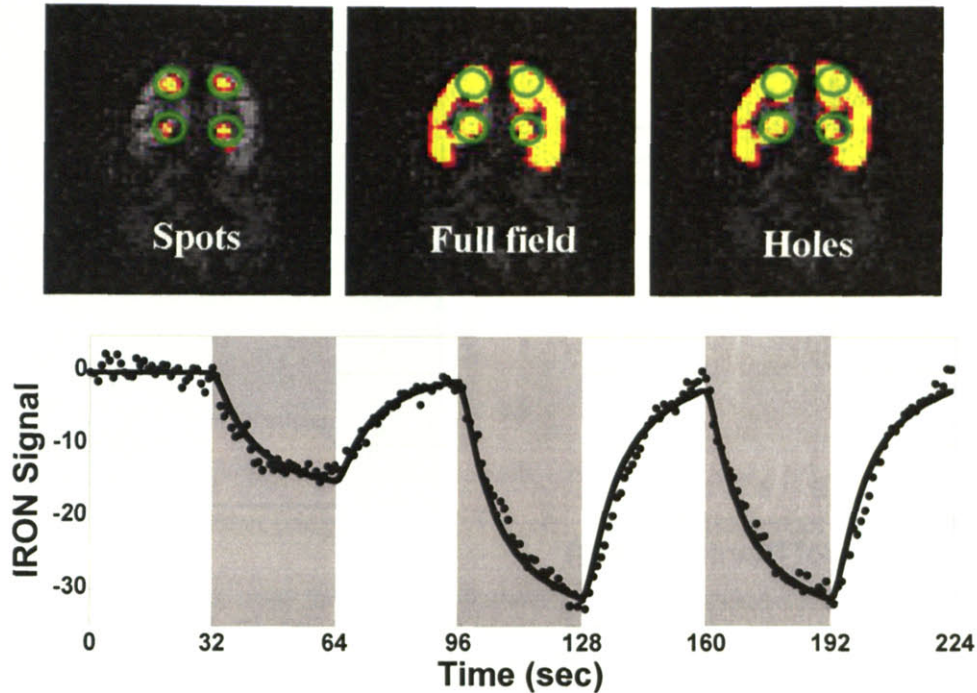 Spots
Full field
Holes
IRON Signal
0
-10
-20
-30
0 32 64 96 128 160 192 224
Time (sec)